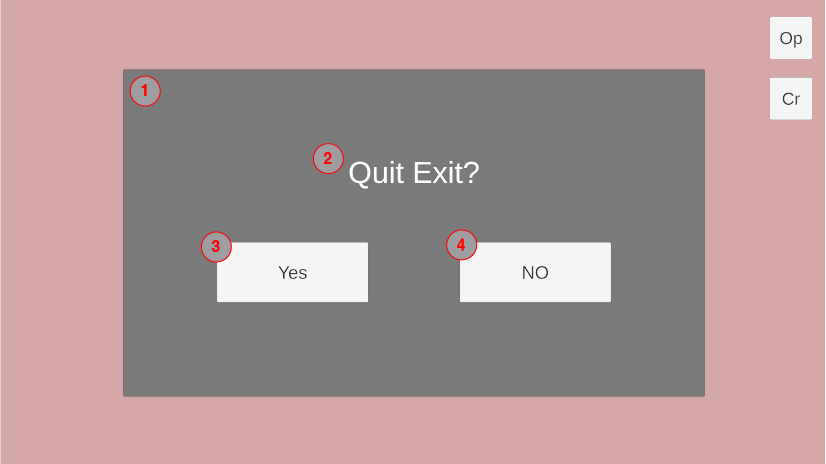 Op
1
Cr
2
Quit Exit?
3
Yes
4
NO